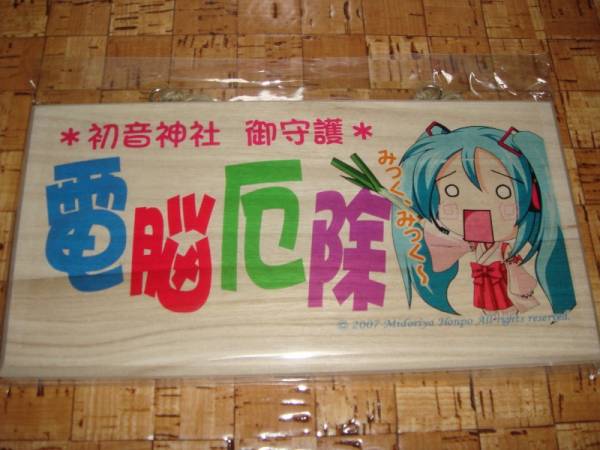 ＊初音神社 御守護＊
電脳厄除
みっく、みっく～
© 2007 Midoriya Honpo All rights reserved.